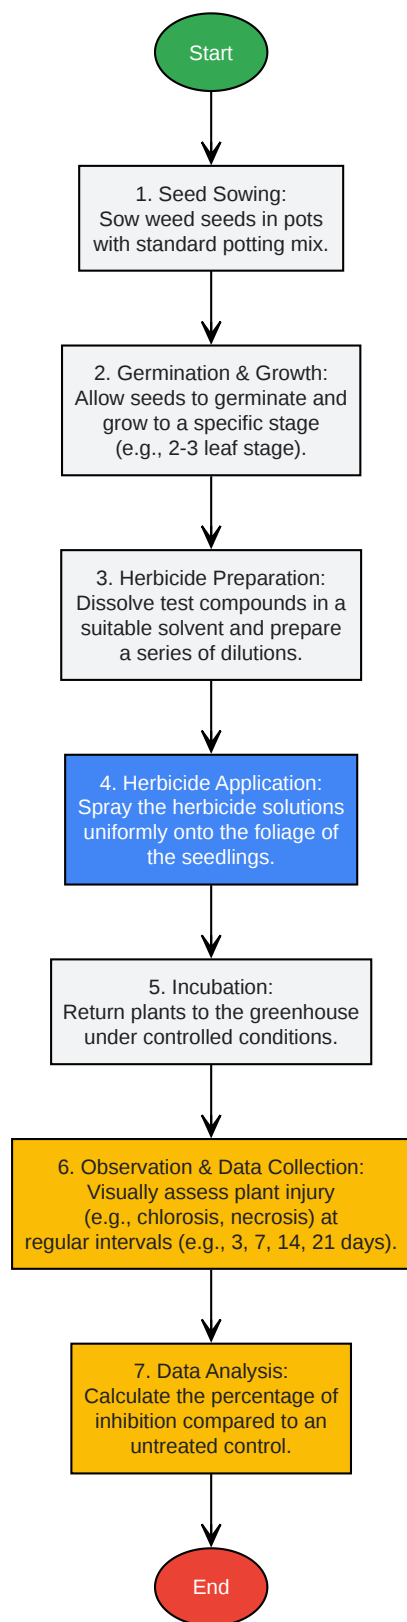 Start
1. Seed Sowing:
Sow weed seeds in pots
with standard potting mix.
2. Germination & Growth:
Allow seeds to germinate and
grow to a specific stage
(e.g., 2-3 leaf stage).
3. Herbicide Preparation:
Dissolve test compounds in a
suitable solvent and prepare
a series of dilutions.
4. Herbicide Application:
Spray the herbicide solutions
uniformly onto the foliage of
the seedlings.
5. Incubation:
Return plants to the greenhouse
under controlled conditions.
6. Observation & Data Collection:
Visually assess plant injury
(e.g., chlorosis, necrosis) at
regular intervals (e.g., 3, 7, 14, 21 days).
7. Data Analysis:
Calculate the percentage of
inhibition compared to an
untreated control.
End